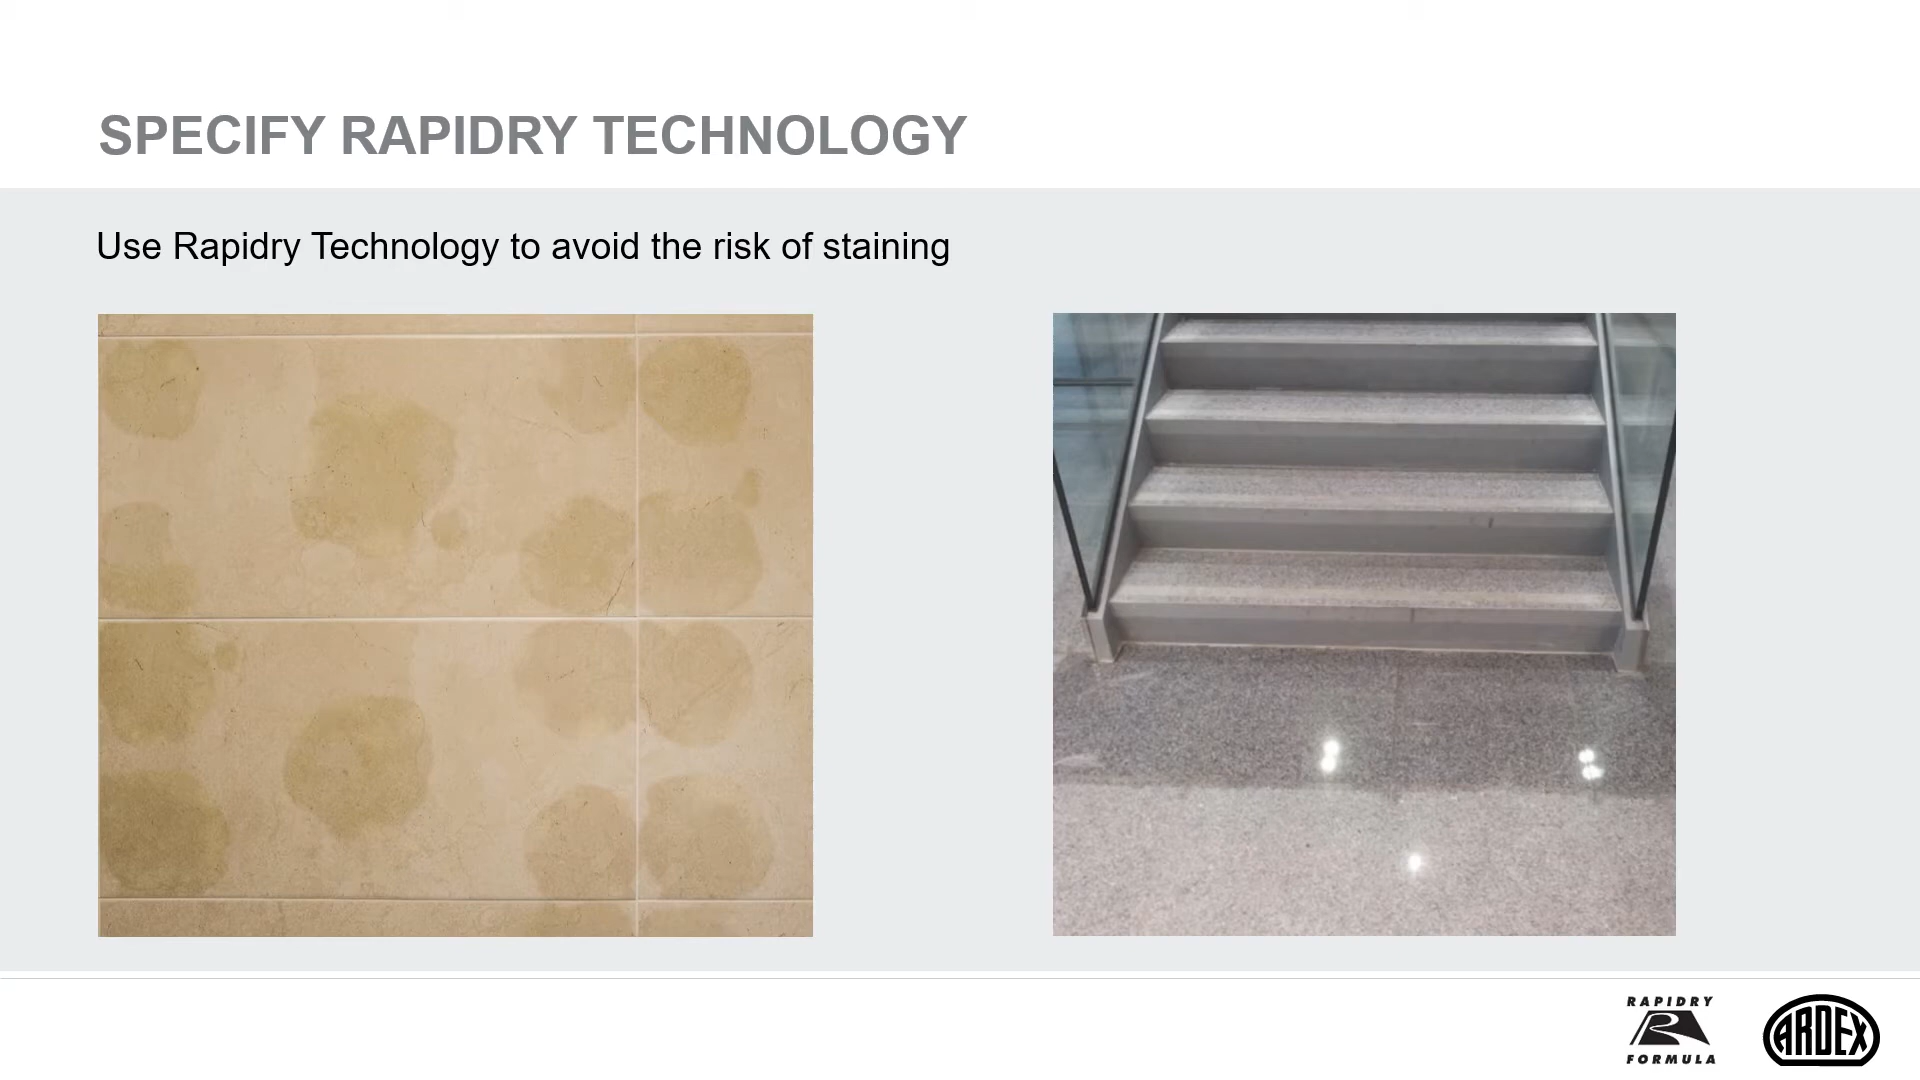 SPECIFY RAPIDRY TECHNOLOGY
Use Rapidry Technology to avoid the risk of staining
RAPIDRY
FORMULA
ARDEX